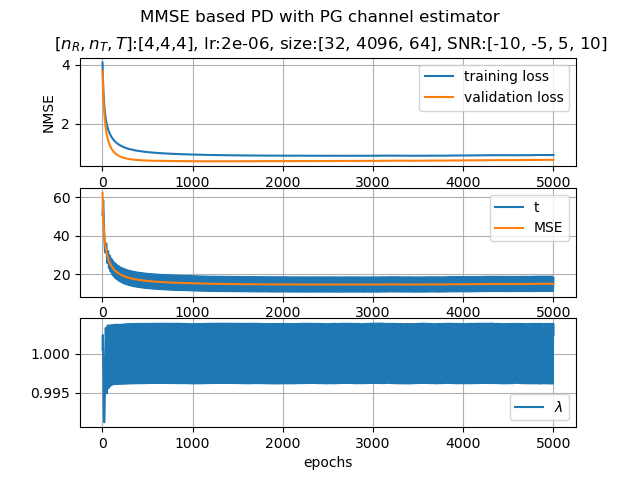 MMSE based PD with PG channel estimator
[n_R, n_T, T]:[4,4,4], lr:2e-06, size:[32, 4096, 64], SNR:[-10, -5, 5, 10]
4
2
NMSE
training loss
validation loss
0 1000 2000 3000 4000 5000
60
40
20
t
MSE
0 1000 2000 3000 4000 5000
1.000
0.995
λ
0 1000 2000 3000 4000 5000
epochs